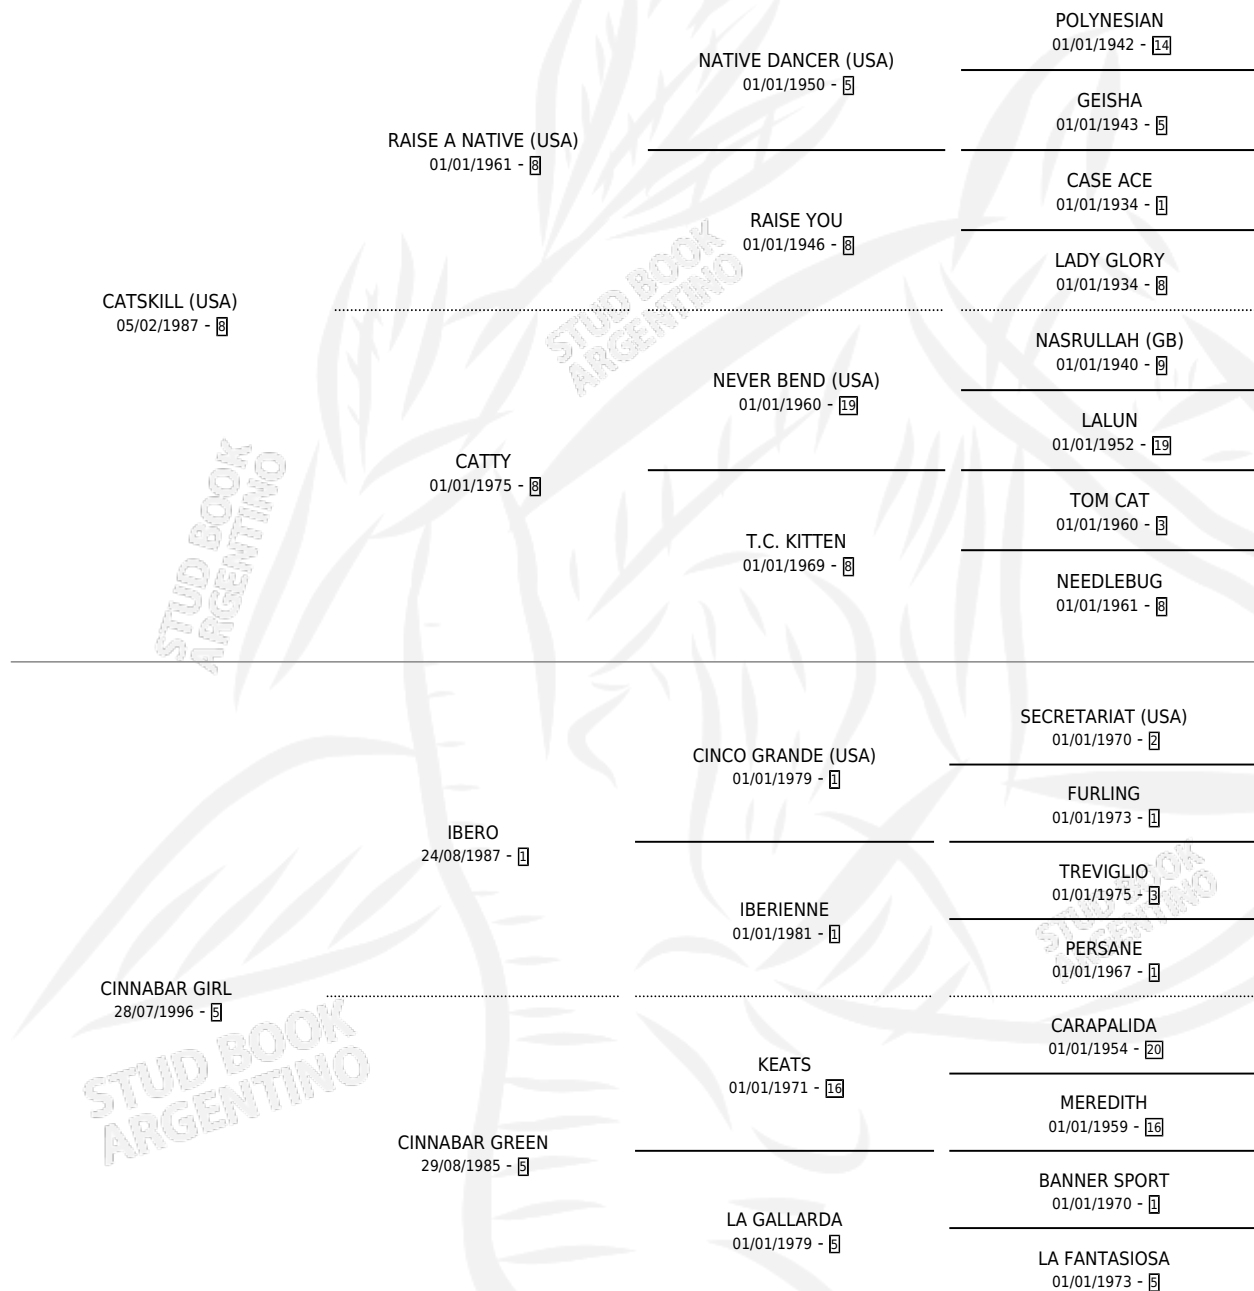 POLYNESIAN
01/01/1942 - 14
NATIVE DANCER (USA)
01/01/1950 - 5
GEISHA
01/01/1943 - 5
RAISE A NATIVE (USA)
01/01/1961 - 8
CASE ACE
01/01/1934 - 1
RAISE YOU
01/01/1946 - 8
LADY GLORY
01/01/1934 - 8
CATSKILL (USA)
05/02/1987 - 8
STUD BOOK
ARGENTINO
NASRULLAH (GB)
01/01/1940 - 9
NEVER BEND (USA)
01/01/1960 - 19
LALUN
01/01/1952 - 19
CATTY
01/01/1975 - 8
TOM CAT
01/01/1960 - 3
T.C. KITTEN
01/01/1969 - 8
NEEDLEBUG
01/01/1961 - 8
STUD BOOK
ARGENTINO
SECRETARIAT (USA)
01/01/1970 - 2
CINCO GRANDE (USA)
01/01/1979 - 1
FURLING
01/01/1973 - 1
IBERO
24/08/1987 - 1
TREVIGLIO
01/01/1975 - 3
IBERIENNE
01/01/1981 - 1
PERSANE
01/01/1967 - 1
STUD BOOK
ARGENTINO
CINNABAR GIRL
28/07/1996 - 5
CARAPALIDA
01/01/1954 - 20
KEATS
01/01/1971 - 16
MEREDITH
01/01/1959 - 16
STUD BOOK
ARGENTINO
CINNABAR GREEN
29/08/1985 - 5
BANNER SPORT
01/01/1970 - 1
LA GALLARDA
01/01/1979 - 5
LA FANTASIOSA
01/01/1973 - 5